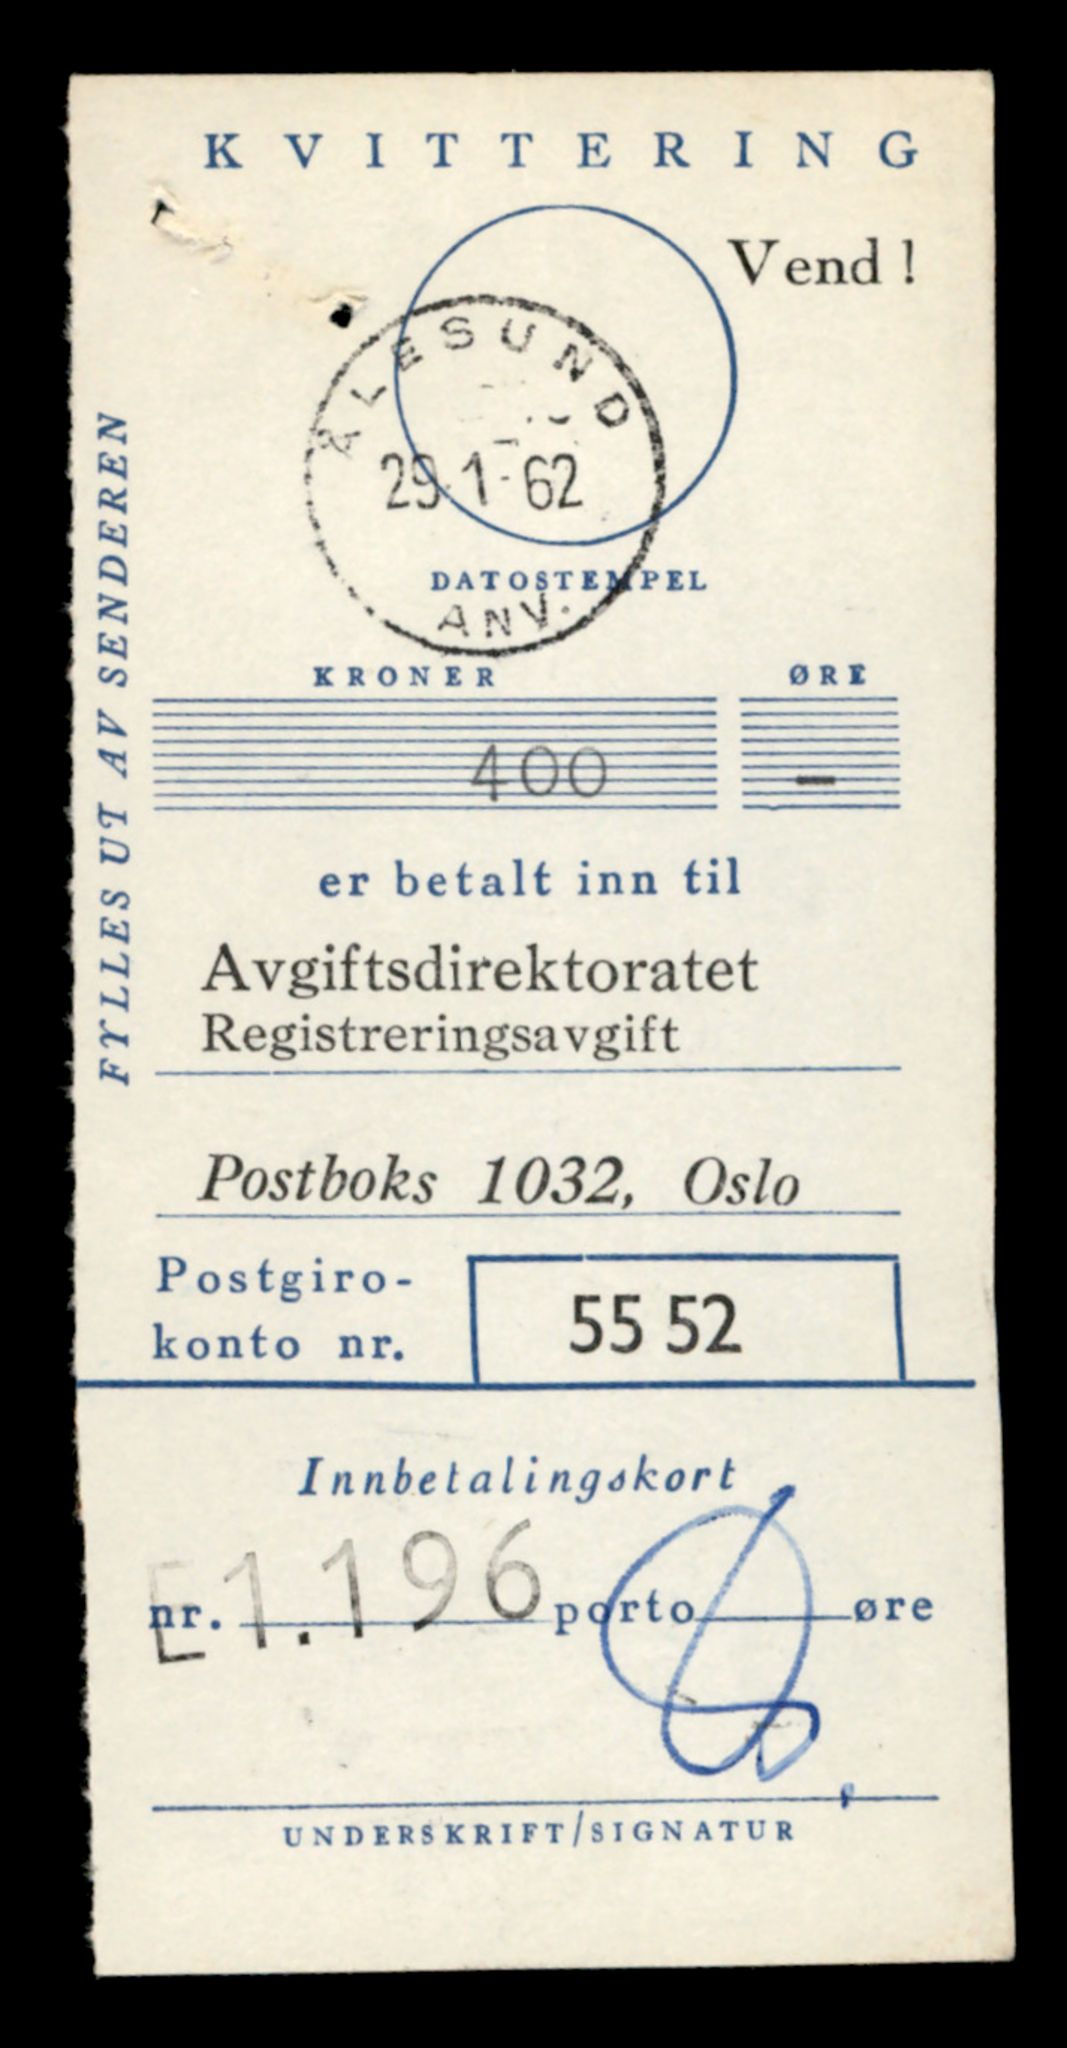 KVITTERING
Vend !
ÅLESUND
29.1-62
DATOSTEMPEL
ANV.
FYLLES UT AV SENDEREN
KRONER ØRE
400 –
er betalt inn til
Avgiftsdirektoratet
Registreringsavgift
Postboks 1032, Oslo
Postgiro-
konto nr. 55 52
Innbetalingskort
nr. E1.196 porto øre
UNDERSKRIFT/SIGNATUR